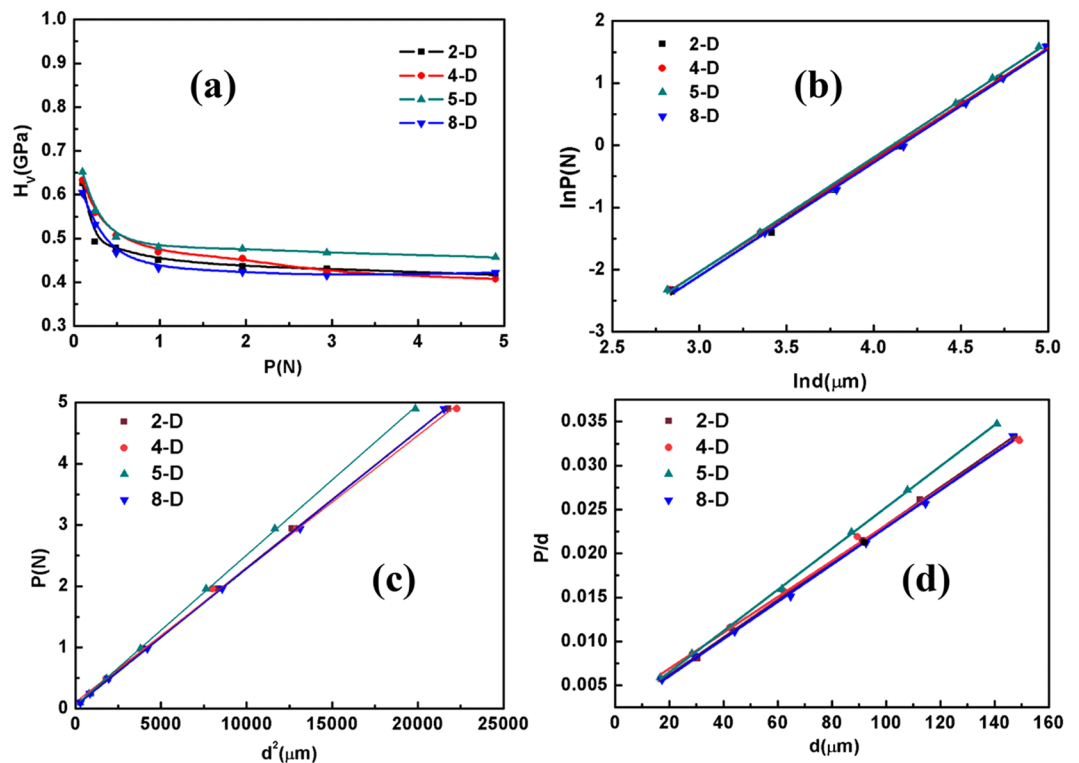 (a)
2-D
4-D
5-D
8-D
H_V(GPa)
1.0
0.9
0.8
0.7
0.6
0.5
0.4
0.3
0 1 2 3 4 5
P(N)
(b)
2-D
4-D
5-D
8-D
lnP(N)
2
1
0
-1
-2
-3
2.5 3.0 3.5 4.0 4.5 5.0
lnd(μm)
(c)
2-D
4-D
5-D
8-D
P(N)
5
4
3
2
1
0
0 5000 10000 15000 20000 25000
d²(μm)
(d)
2-D
4-D
5-D
8-D
P/d
0.035
0.030
0.025
0.020
0.015
0.010
0.005
0 20 40 60 80 100 120 140 160
d(μm)